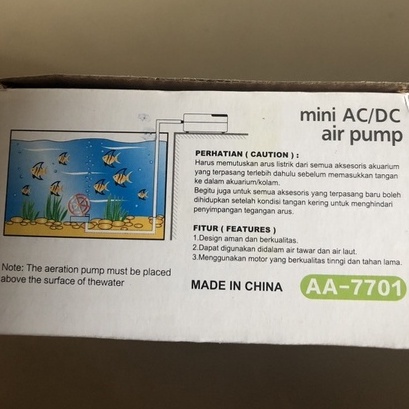 mini AC/DC
air pump
PERHATIAN ( CAUTION ) :
Harus memutuskan arus listrik dari semua aksesoris akuarium
yang terpasang terlebih dahulu sebelum memasukkan tangan
ke dalam akuarium/kolam.
Begitu juga untuk semua aksesoris yang terpasang baru boleh
dihidupkan setelah kondisi tangan kering untuk menghindari
penyimpangan tegangan arus.
FITUR ( FEATURES )
1.Design aman dan berkualitas.
2.Dapat digunakan didalam air tawar dan air laut.
3.Menggunakan motor yang berkualitas tinngi dan tahan lama.
Note: The aeration pump must be placed
above the surface of thewater
MADE IN CHINA
AA-7701